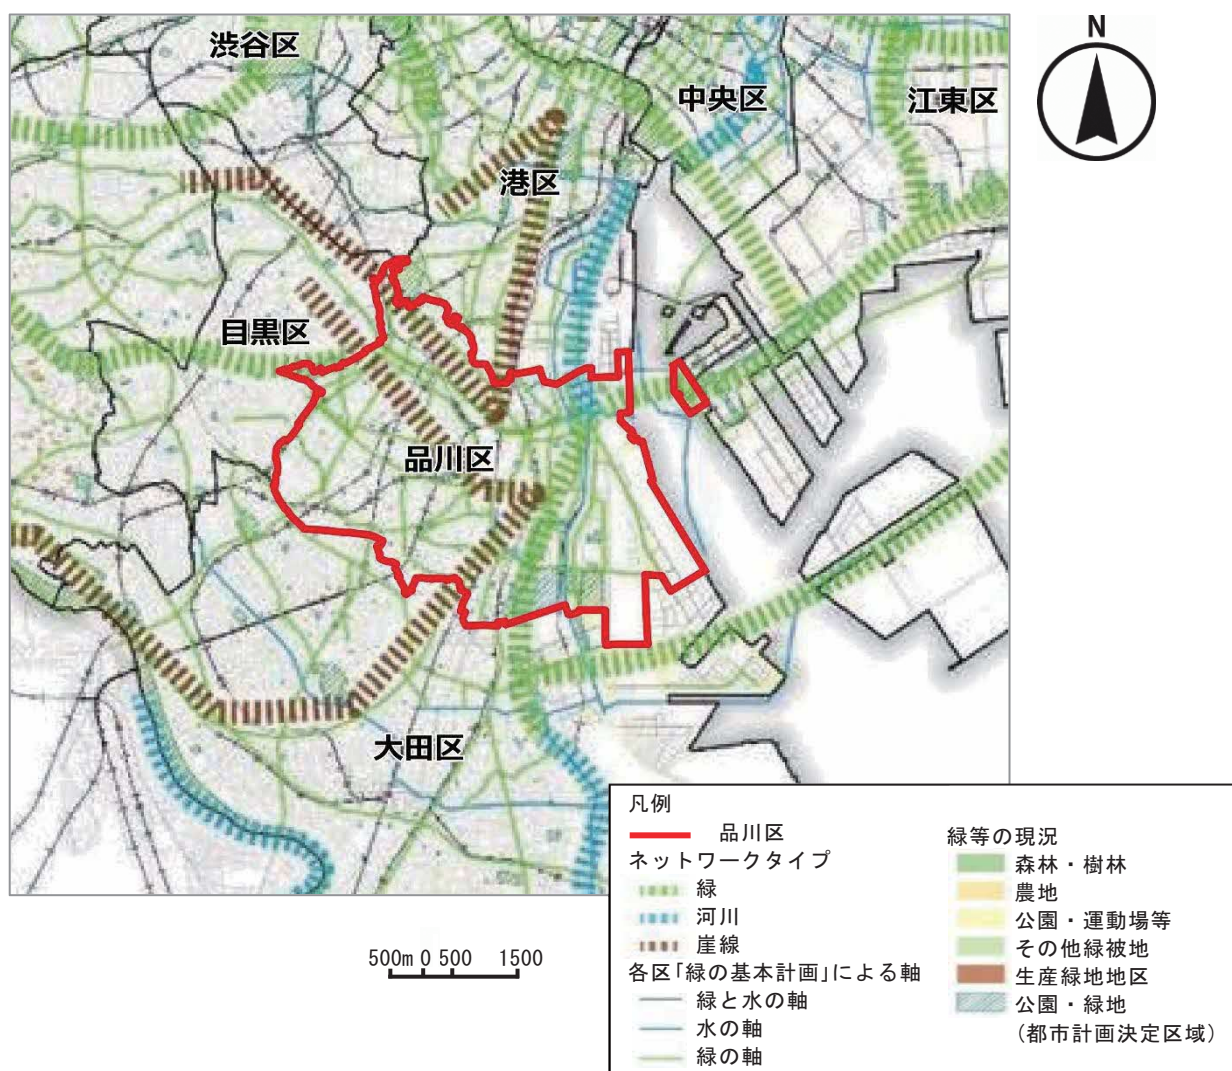 N
渋谷区
中央区
江東区
港区
目黒区
品川区
大田区
凡例
品川区
ネットワークタイプ
緑
河川
崖線
各区「緑の基本計画」による軸
緑と水の軸
水の軸
緑の軸
緑等の現況
森林・樹林
農地
公園・運動場等
その他緑被地
生産緑地地区
公園・緑地
(都市計画決定区域)
500m 0 500 1500